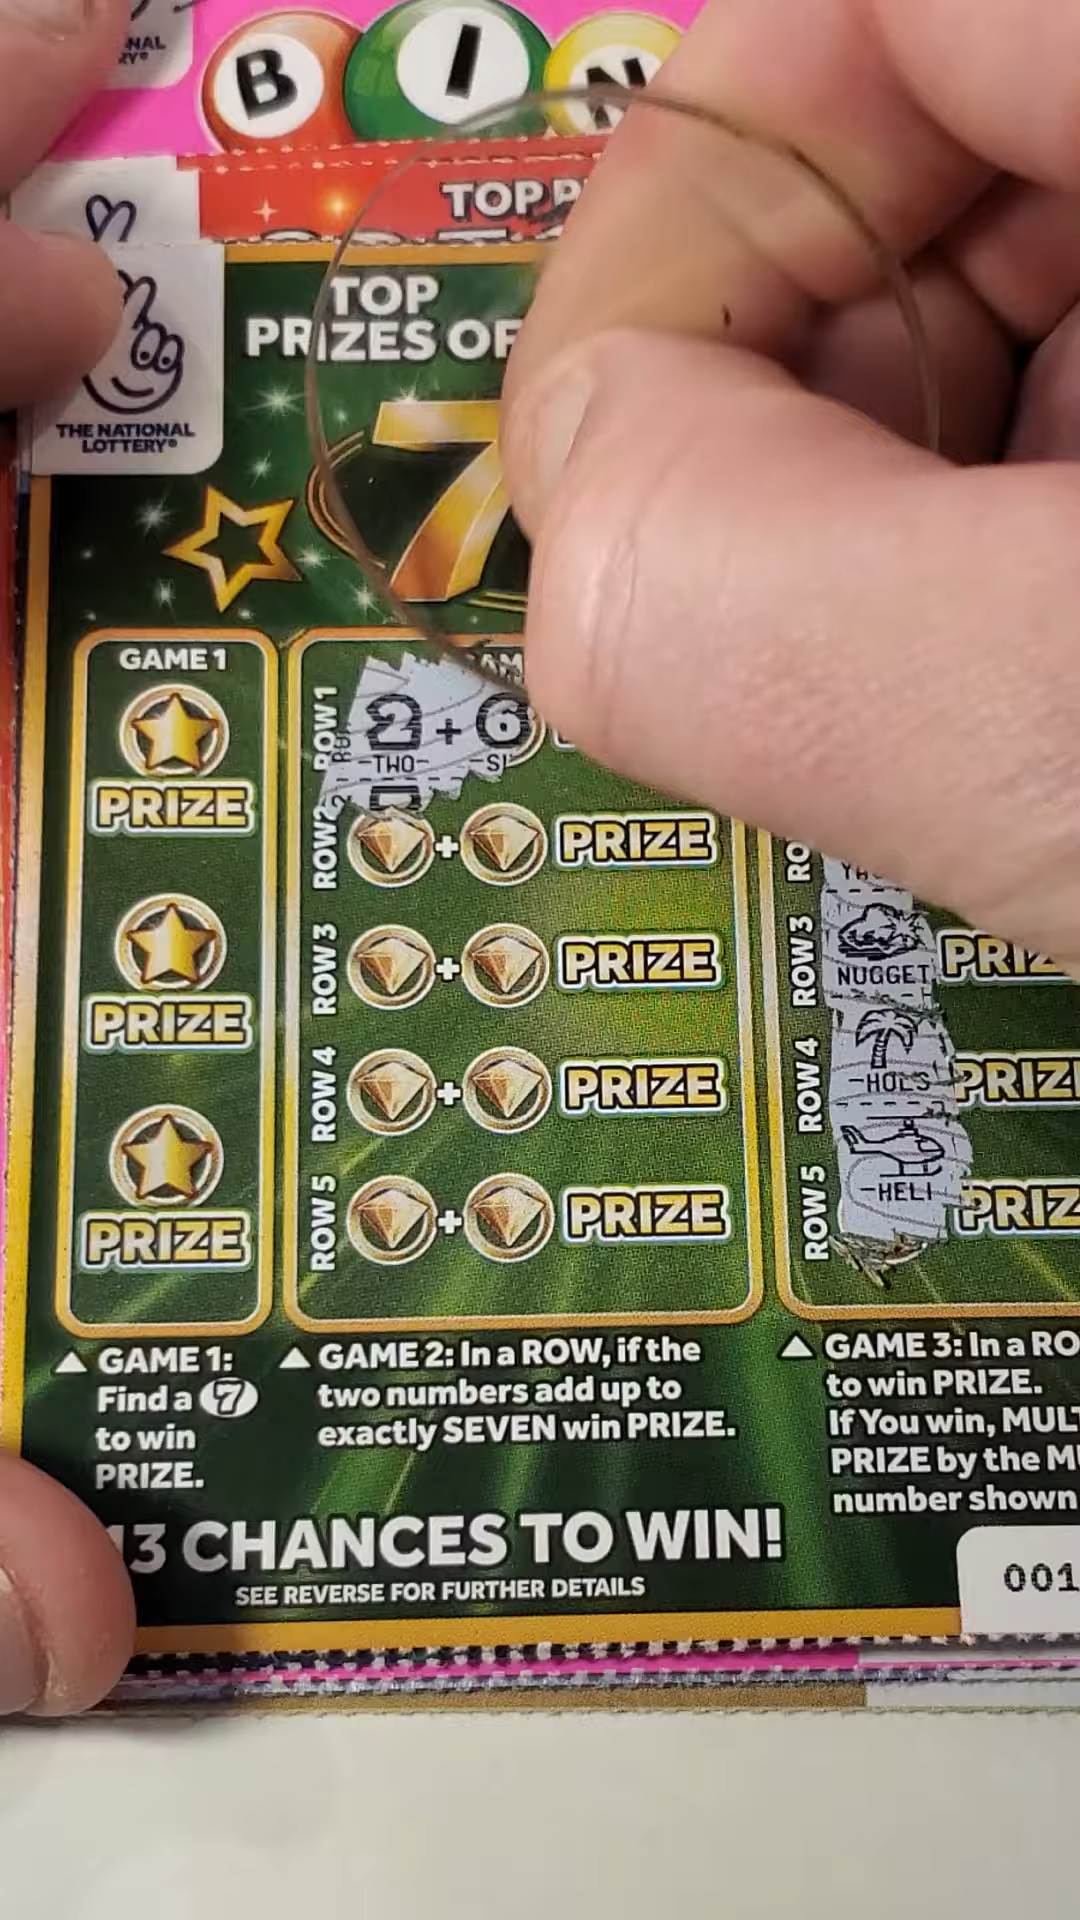 B I N
TOP
TOP
PRIZES OF
7
THE NATIONAL
LOTTERY®
GAME 1
PRIZE
PRIZE
PRIZE
ROW 1
2 + 6
TWO
ROW 2
+ PRIZE
ROW 3
+ PRIZE
ROW 4
+ PRIZE
ROW 5
+ PRIZE
ROW 3
NUGGET
ROW 4
HOLS
PRIZ
ROW 5
HELI
PRIZ
GAME 1:
Find a 7
to win
PRIZE.
GAME 2: In a ROW, if the
two numbers add up to
exactly SEVEN win PRIZE.
GAME 3: In a RO
to win PRIZE.
If You win, MULT
PRIZE by the MU
number shown
13 CHANCES TO WIN!
SEE REVERSE FOR FURTHER DETAILS
001